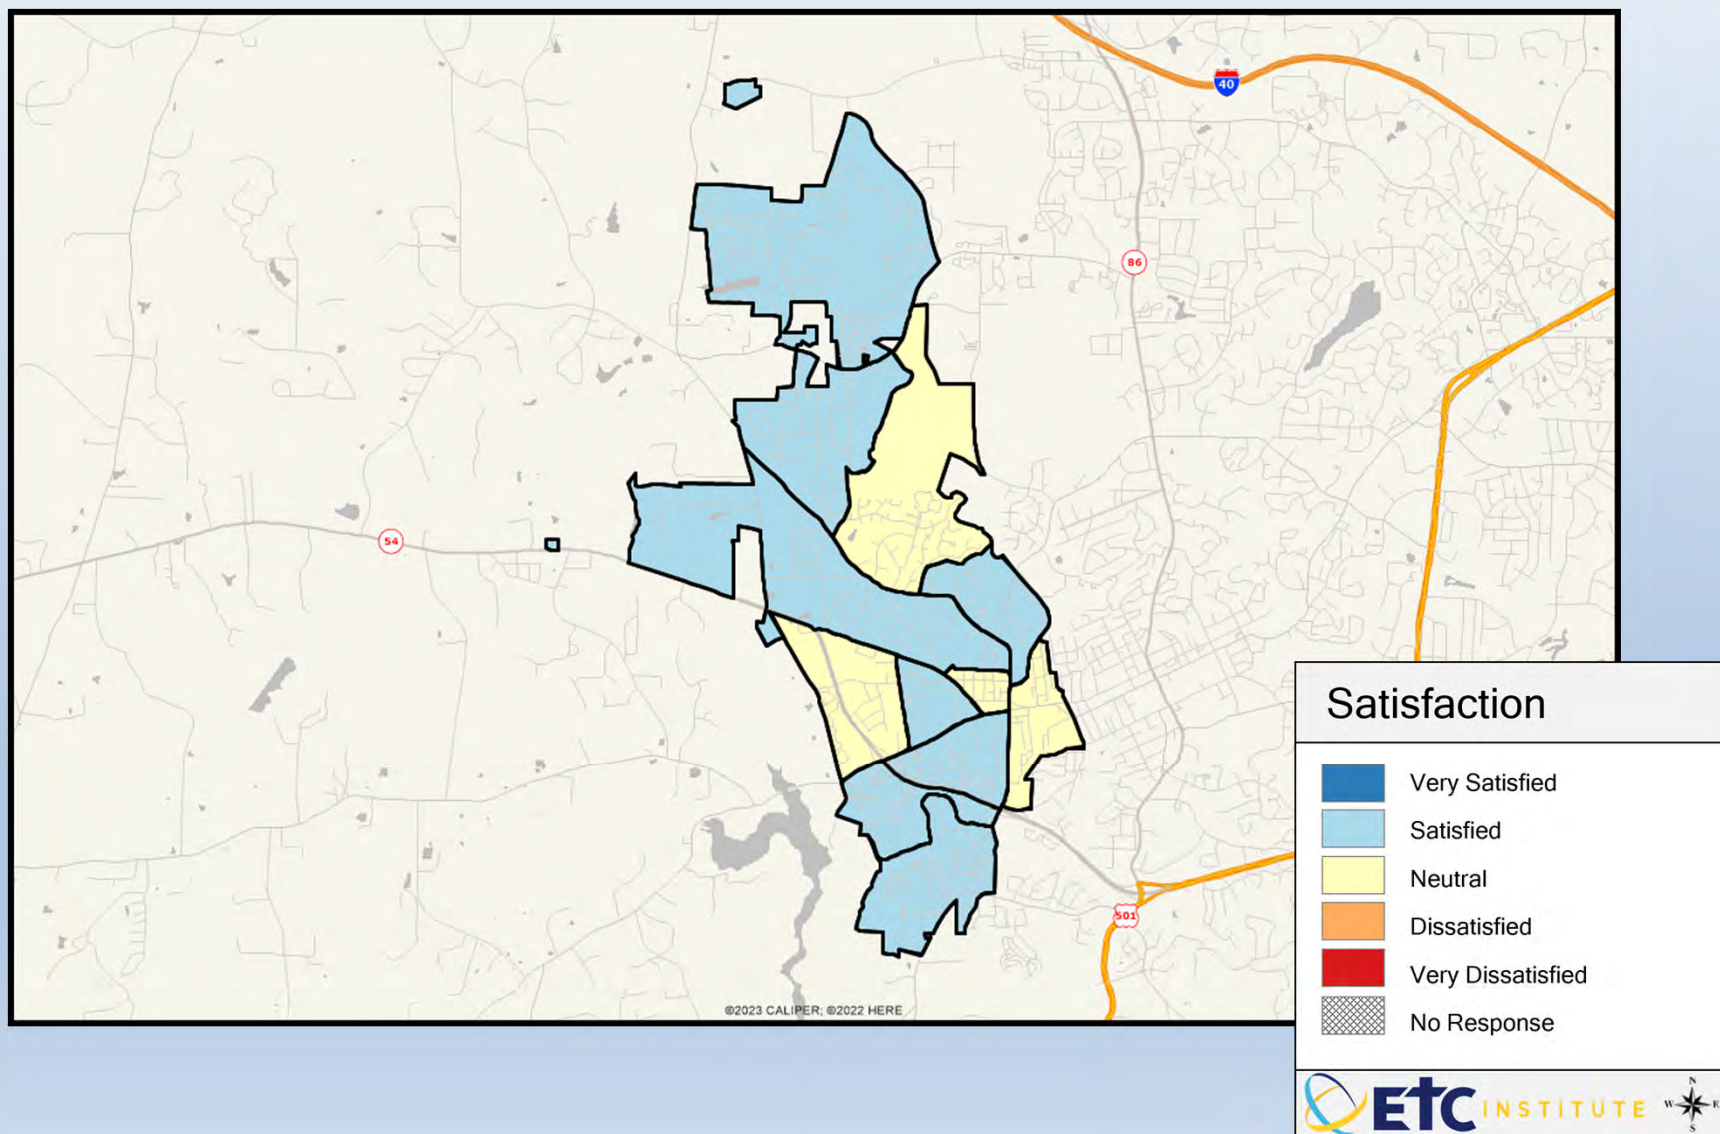 40
86
54
501
©2023 CALIPER; ©2022 HERE
Satisfaction
Very Satisfied
Satisfied
Neutral
Dissatisfied
Very Dissatisfied
No Response
ETC INSTITUTE
N
W E
S